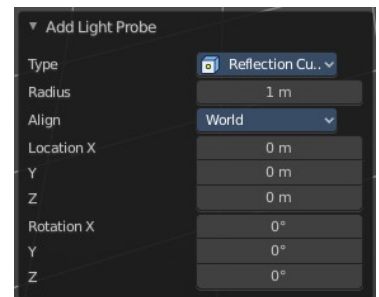 Add Light Probe
Type Reflection Cu..
Radius 1 m
Align World
Location X 0 m
Y 0 m
Z 0 m
Rotation X 0°
Y 0°
Z 0°